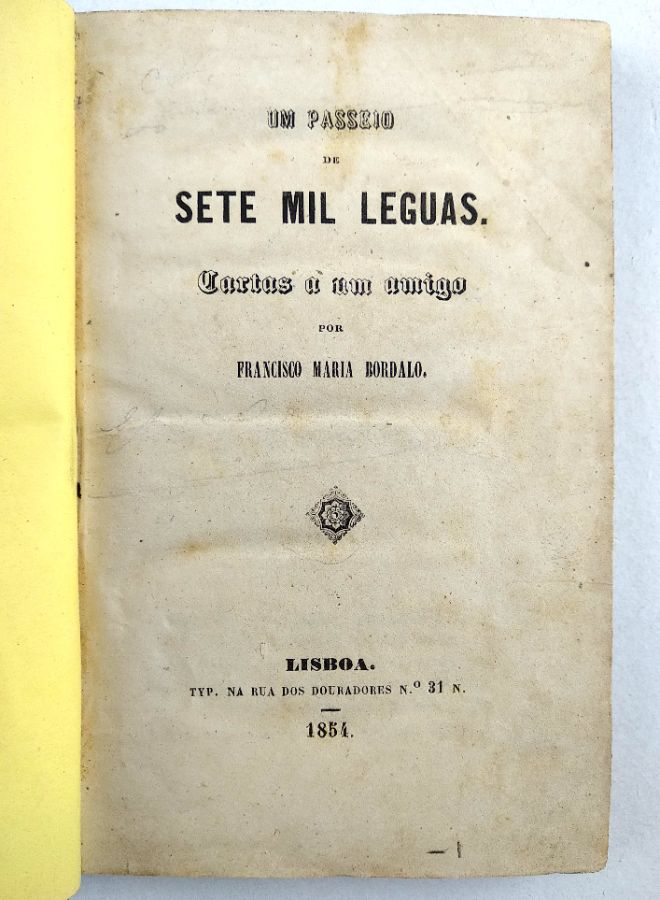 UM PASSEIO
DE
SETE MIL LEGUAS.
Cartas a um amigo
POR
FRANCISCO MARIA BORDALO.
LISBOA.
TYP. NA RUA DOS DOURADORES N.º 31 N.
1854.